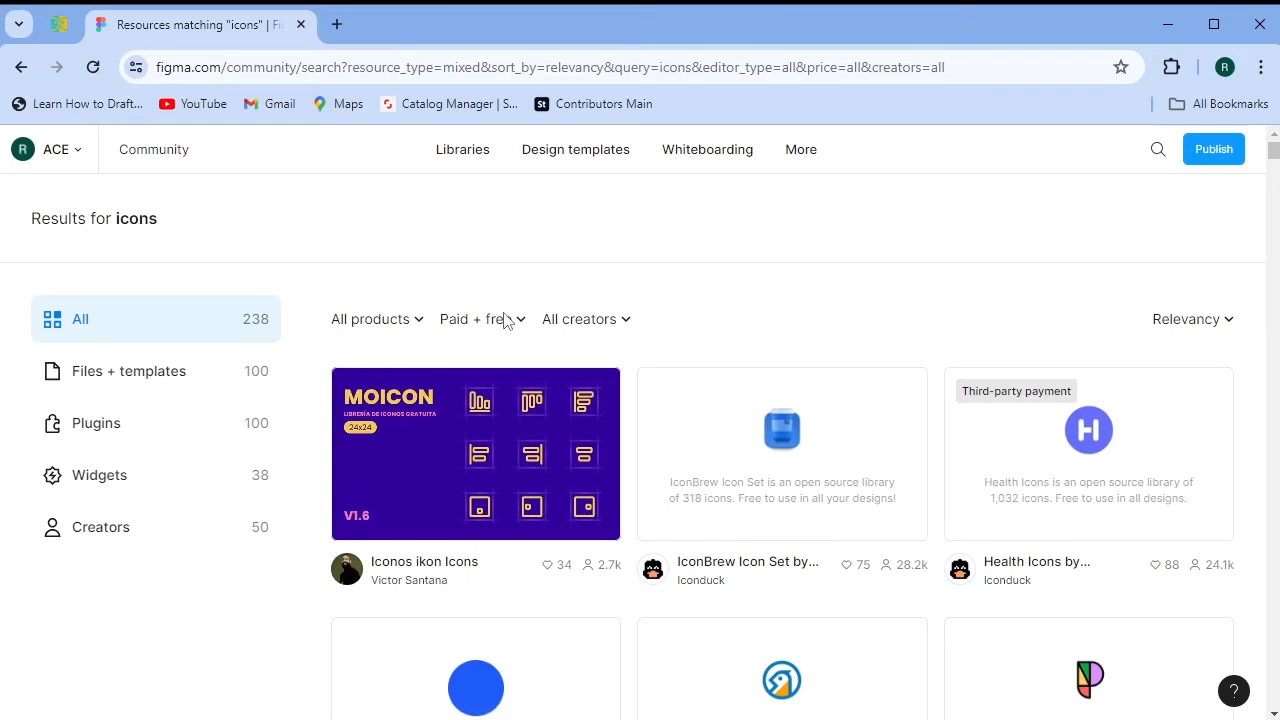 Resources matching "icons" | Fi
figma.com/community/search?resource_type=mixed&sort_by=relevancy&query=icons&editor_type=all&price=all&creators=all
R
Learn How to Draft...
YouTube
Gmail
Maps
Catalog Manager | S...
St
Contributors Main
All Bookmarks
R
ACE
Community
Libraries
Design templates
Whiteboarding
More
Publish
Results for icons
All 238
Files + templates 100
Plugins 100
Widgets 38
Creators 50
All products
Paid + free
All creators
Relevancy
MOICON
LIBRERÍA DE ICONOS GRATUITA
24x24
V1.6
Iconos ikon Icons
Victor Santana
34
2.7k
IconBrew Icon Set is an open source library
of 318 icons. Free to use in all your designs!
IconBrew Icon Set by...
Iconduck
75
28.2k
Third-party payment
H
Health Icons is an open source library of
1,032 icons. Free to use in all designs.
Health Icons by...
Iconduck
88
24.1k
?